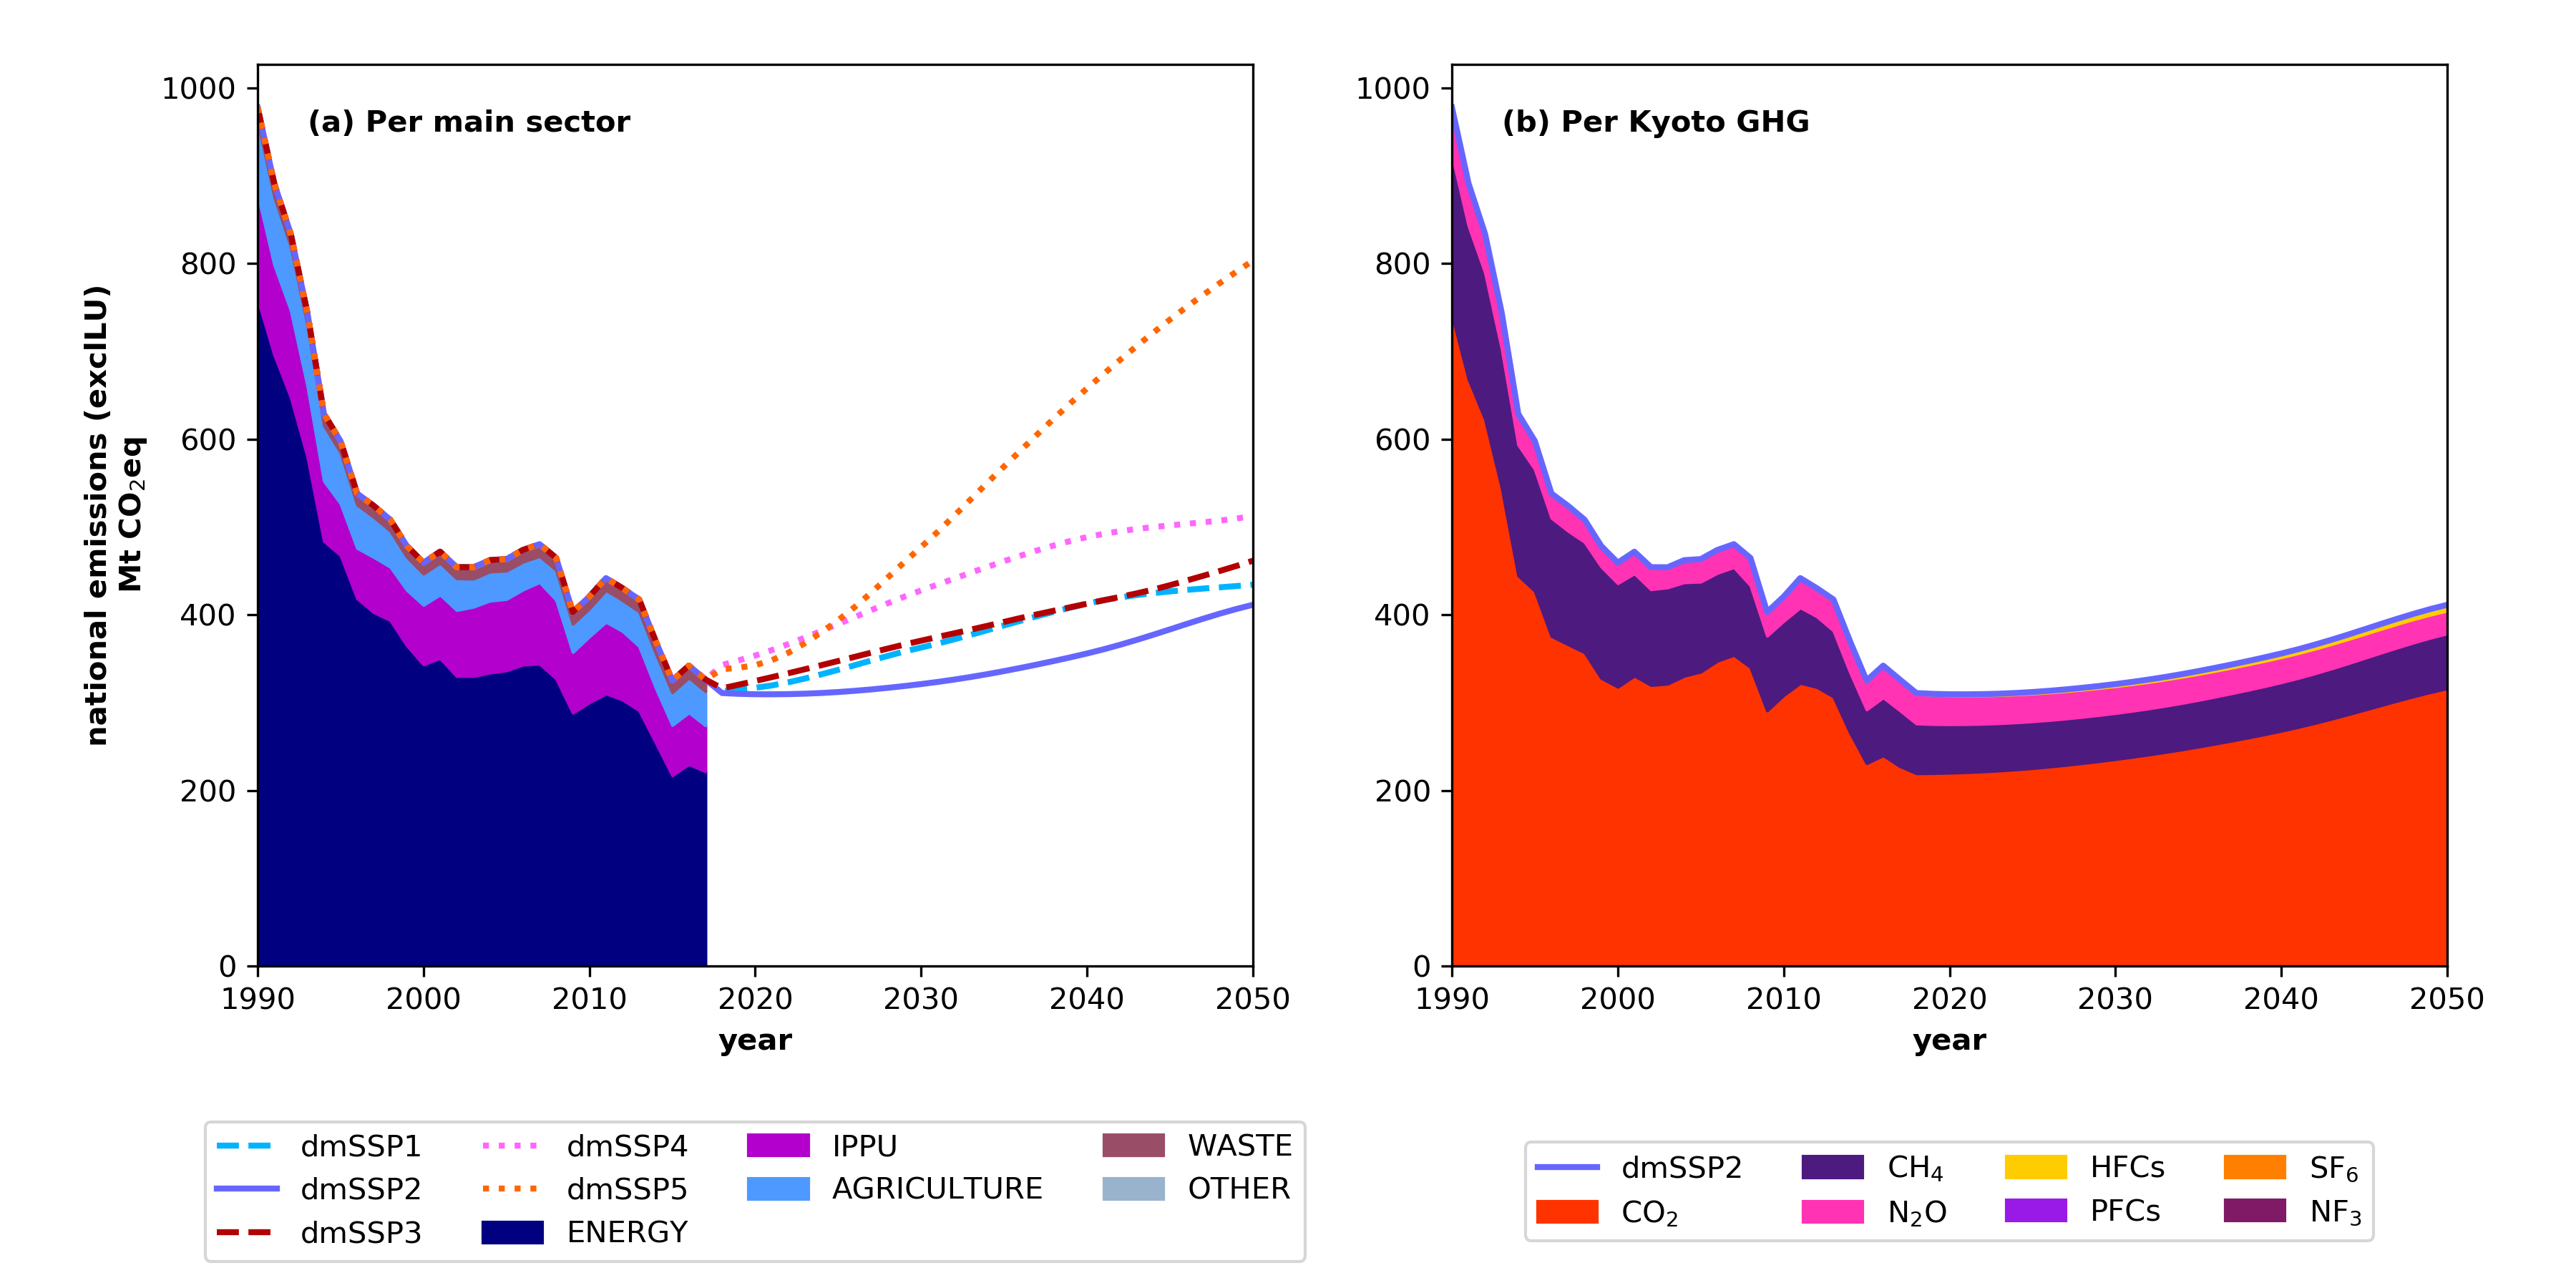 (a) Per main sector
national emissions (exclLU)
Mt CO₂eq
1000
800
600
400
200
0
1990 2000 2010 2020 2030 2040 2050
year
dmSSP1 dmSSP4 IPPU WASTE
dmSSP2 dmSSP5 AGRICULTURE OTHER
dmSSP3 ENERGY
(b) Per Kyoto GHG
1000
800
600
400
200
0
1990 2000 2010 2020 2030 2040 2050
year
dmSSP2 CH₄ HFCs SF₆
CO₂ N₂O PFCs NF₃